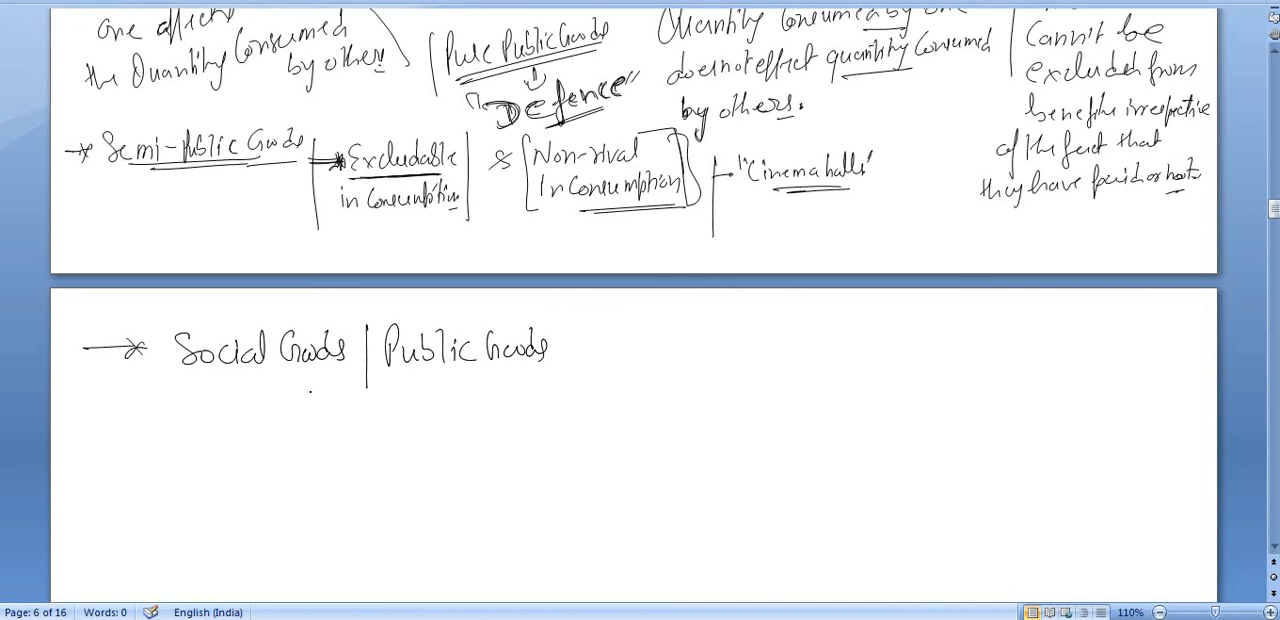 one affects
the Quantity Consumed
by others
Pure Public Goods
"Defence"
Quantity Consumed by one
does not effect quantity Consumed
by others.
Cannot be
excluded from
benefits irrespective
of the fact that
they have paid or not
→ Semi-Public Goods
Excludable
in Consumption
&
Non-rival
In Consumption
→ "Cinema halls"
→ Social Goods | Public Goods
Page: 6 of 16 Words: 0 English (India) 110%